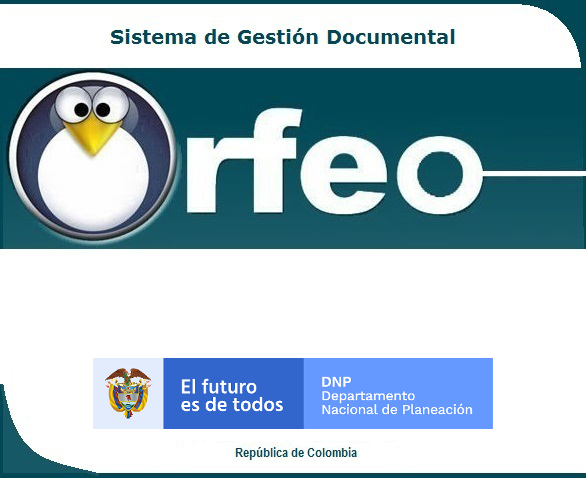 Sistema de Gestión Documental
Orfeo
El futuro
es de todos
DNP
Departamento
Nacional de Planeación
República de Colombia